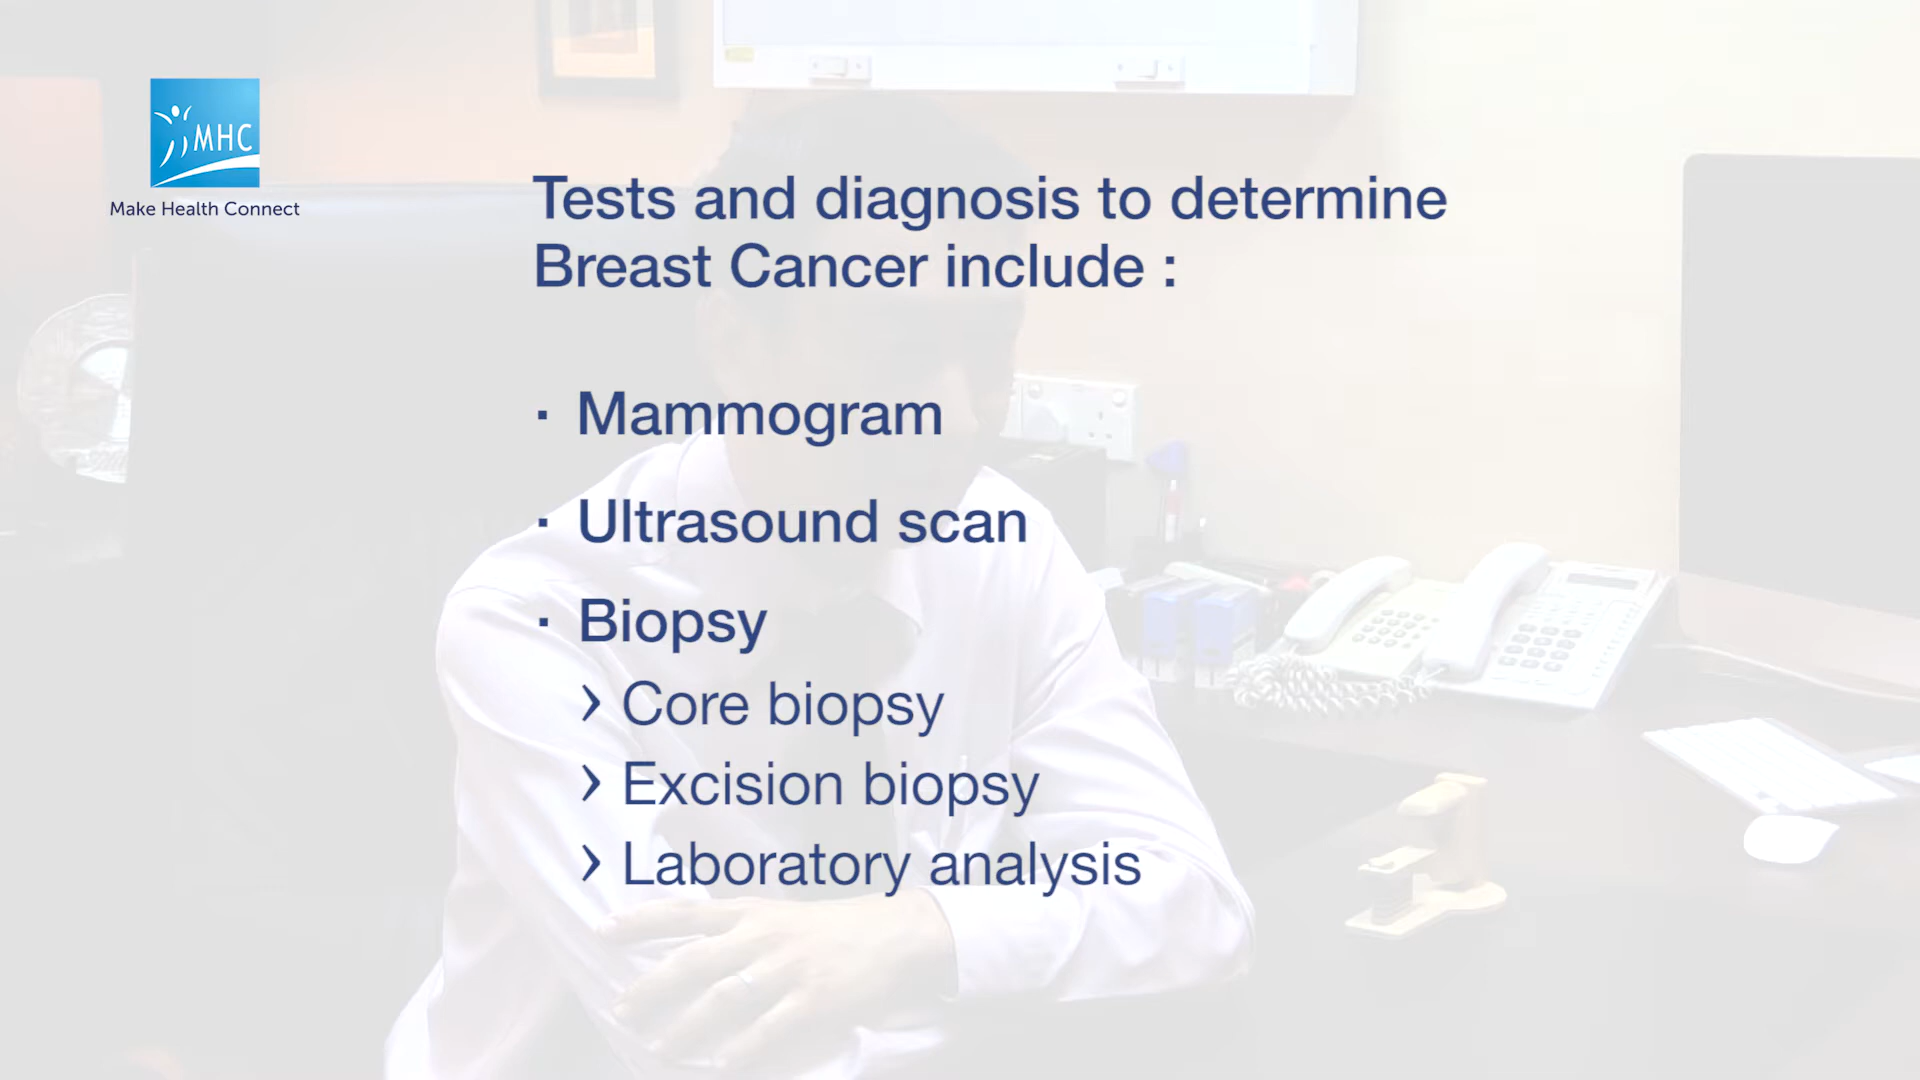 MHC
Make Health Connect
Tests and diagnosis to determine
Breast Cancer include :
· Mammogram
· Ultrasound scan
· Biopsy
› Core biopsy
› Excision biopsy
› Laboratory analysis